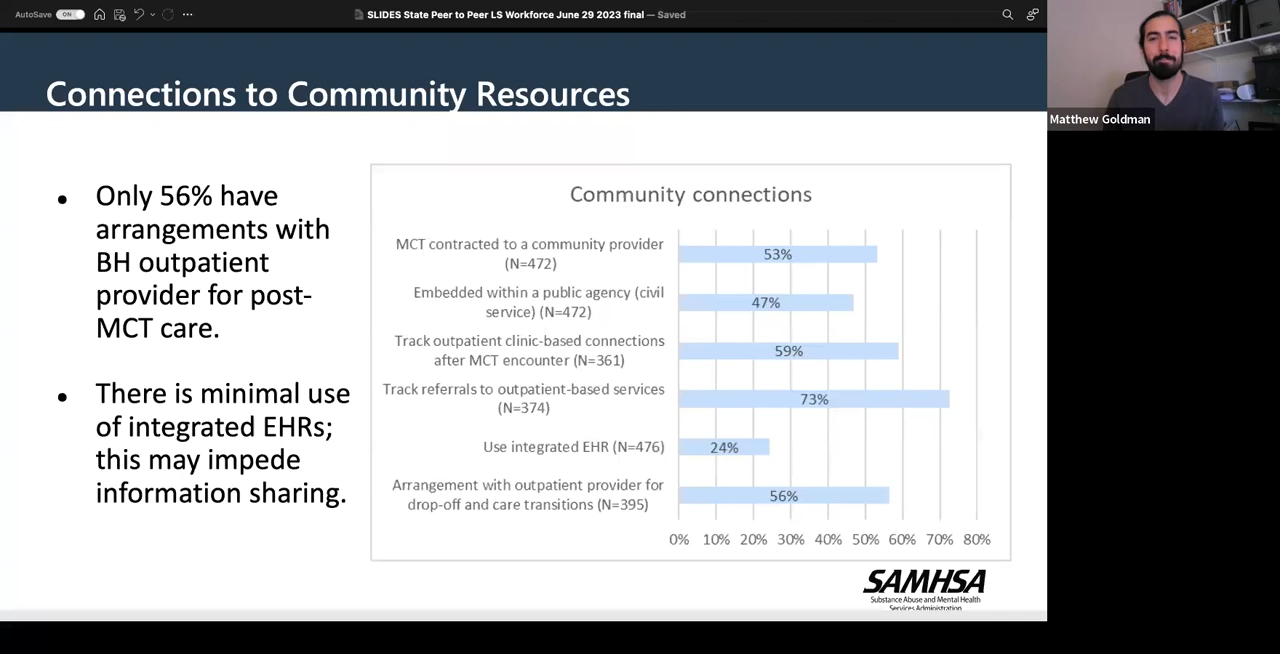 AutoSave ON SLIDES State Peer to Peer LS Workforce June 29 2023 final — Saved
Matthew Goldman
Connections to Community Resources
• Only 56% have
arrangements with
BH outpatient
provider for post-
MCT care.
• There is minimal use
of integrated EHRs;
this may impede
information sharing.
Community connections
MCT contracted to a community provider
(N=472)
53%
Embedded within a public agency (civil
service) (N=472)
47%
Track outpatient clinic-based connections
after MCT encounter (N=361)
59%
Track referrals to outpatient-based services
(N=374)
73%
Use integrated EHR (N=476)
24%
Arrangement with outpatient provider for
drop-off and care transitions (N=395)
56%
0% 10% 20% 30% 40% 50% 60% 70% 80%
SAMHSA
Substance Abuse and Mental Health
Services Administration